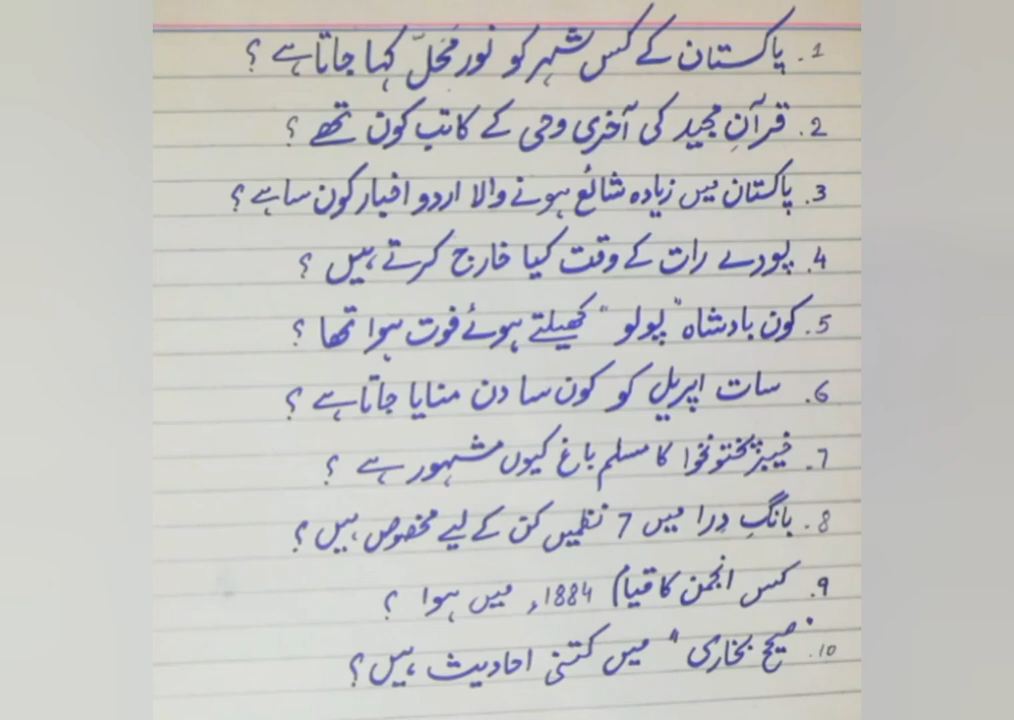 1. پاکستان کے کس شہر کو نور محل کہا جاتا ہے ؟
2. قرآنِ مجید کی آخری وحی کے کاتب کون تھے ؟
3. پاکستان میں زیادہ شائع ہونے والا اردو اخبار کون سا ہے ؟
4. پودے رات کے وقت کیا خارج کرتے ہیں ؟
5. کون بادشاہ "پولو" کھیلتے ہوئے فوت ہوا تھا ؟
6. سات اپریل کو کون سا دن منایا جاتا ہے ؟
7. خیبرپختونخوا کا مسلم باغ کیوں مشہور ہے ؟
8. بانگِ درا میں 7 نظمیں کن کے لیے مخصوص ہیں ؟
9. کس انجمن کا قیام 1884ء میں ہوا ؟
10. "صحیح بخاری" میں کتنی احادیث ہیں ؟